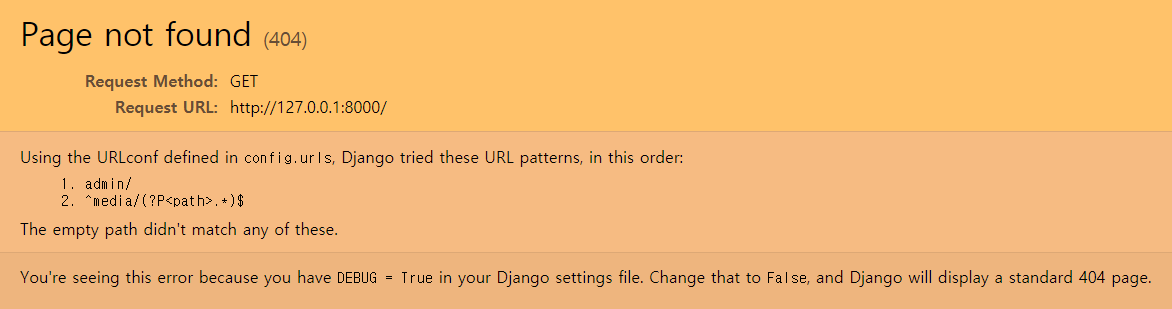 Page not found (404)
Request Method: GET
Request URL: http://127.0.0.1:8000/
Using the URLconf defined in config.urls, Django tried these URL patterns, in this order:
1. admin/
2. ^media/(?P<path>.*)$
The empty path didn't match any of these.
You're seeing this error because you have DEBUG = True in your Django settings file. Change that to False, and Django will display a standard 404 page.